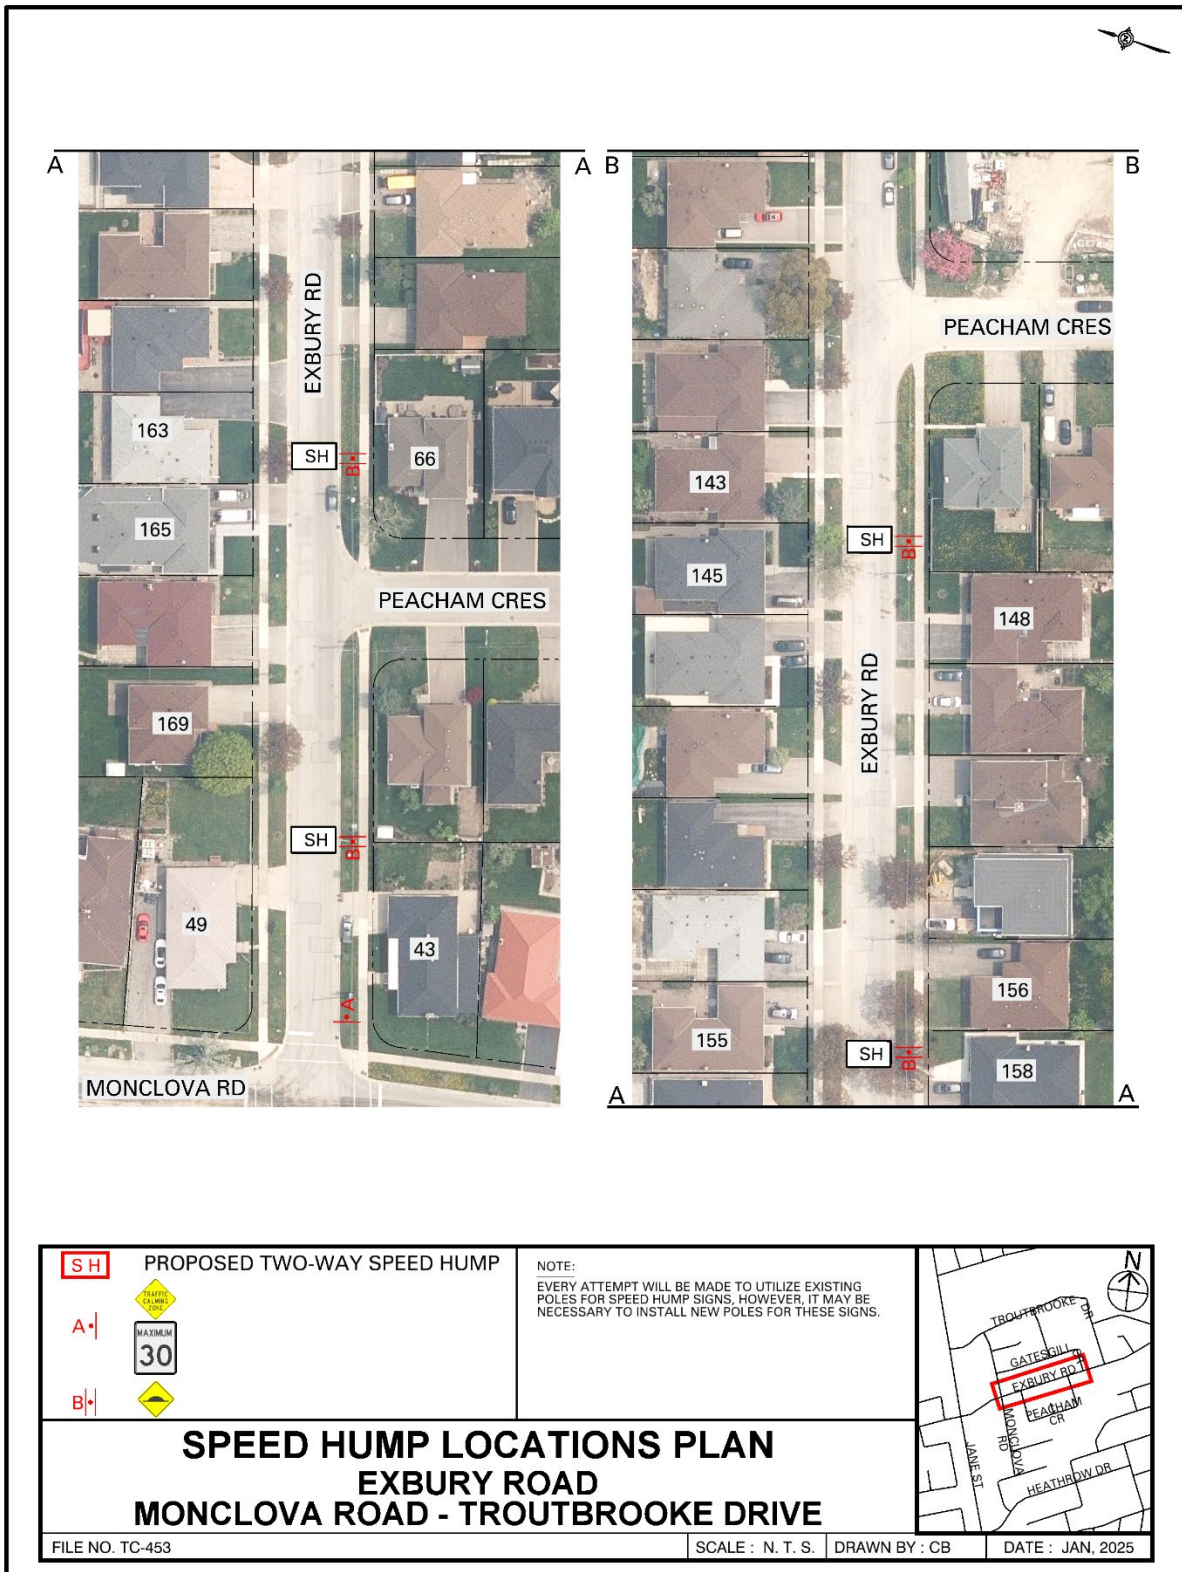 N
A
A
B
B
EXBURY RD
163
SH
B
66
165
PEACHAM CRES
169
SH
B
49
43
A
MONCLOVA RD
PEACHAM CRES
143
SH
B
145
148
EXBURY RD
156
155
SH
B
158
A
A
S H
PROPOSED TWO-WAY SPEED HUMP
TRAFFIC
CALMING
ZONE
A
MAXIMUM
30
B
NOTE:
EVERY ATTEMPT WILL BE MADE TO UTILIZE EXISTING
POLES FOR SPEED HUMP SIGNS, HOWEVER, IT MAY BE
NECESSARY TO INSTALL NEW POLES FOR THESE SIGNS.
N
TROUTBROOKE DR
GATESGILL
EXBURY RD
PEACHAM
CR
MONCLOVA
RD
JANE ST
HEATHROW DR
SPEED HUMP LOCATIONS PLAN
EXBURY ROAD
MONCLOVA ROAD - TROUTBROOKE DRIVE
FILE NO. TC-453
SCALE : N. T. S.
DRAWN BY : CB
DATE : JAN, 2025